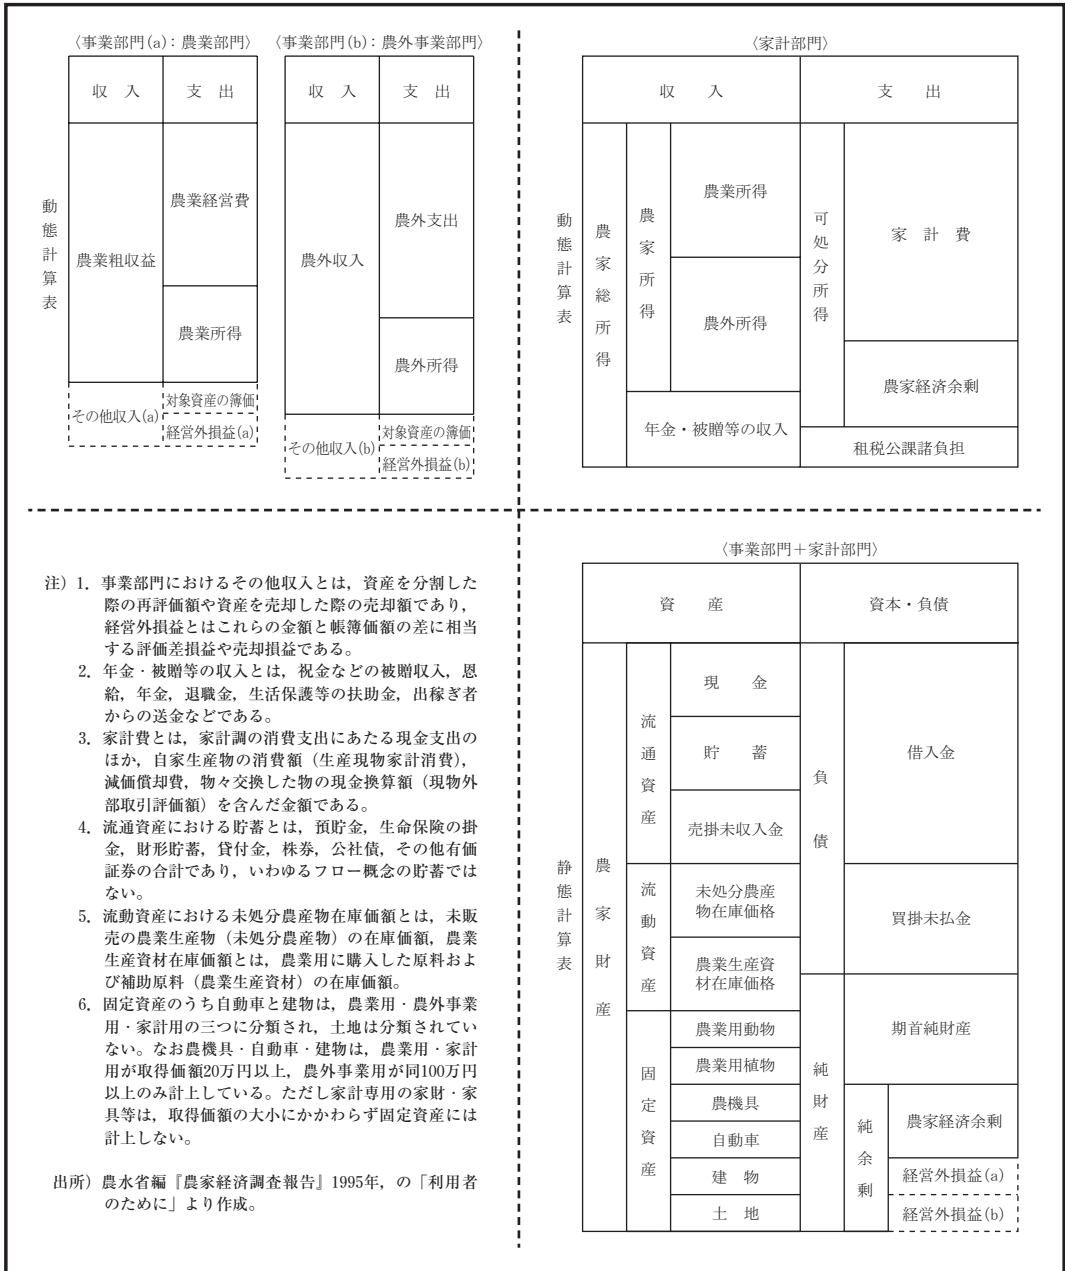 〈事業部門(a)：農業部門〉
〈事業部門(b)：農外事業部門〉
動態計算表
収　入
支　出
農業粗収益
農業経営費
農業所得
その他収入(a)
対象資産の簿価
経営外損益(a)
収　入
支　出
農外収入
農外支出
農外所得
その他収入(b)
対象資産の簿価
経営外損益(b)
〈家計部門〉
動態計算表
収　入
支　出
農家総所得
農家所得
農業所得
農外所得
年金・被贈等の収入
可処分所得
家　計　費
農家経済余剰
租税公課諸負担
注）1．事業部門におけるその他収入とは，資産を分割した
際の再評価額や資産を売却した際の売却額であり，
経営外損益とはこれらの金額と帳簿価額の差に相当
する評価差損益や売却損益である。
2．年金・被贈等の収入とは，祝金などの被贈収入，恩
給，年金，退職金，生活保護等の扶助金，出稼ぎ者
からの送金などである。
3．家計費とは，家計調の消費支出にあたる現金支出の
ほか，自家生産物の消費額（生産現物家計消費），
減価償却費，物々交換した物の現金換算額（現物外
部取引評価額）を含んだ金額である。
4．流通資産における貯蓄とは，預貯金，生命保険の掛
金，財形貯蓄，貸付金，株券，公社債，その他有価
証券の合計であり，いわゆるフロー概念の貯蓄では
ない。
5．流動資産における未処分農産物在庫価額とは，未販
売の農業生産物（未処分農産物）の在庫価額，農業
生産資材在庫価額とは，農業用に購入した原料およ
び補助原料（農業生産資材）の在庫価額。
6．固定資産のうち自動車と建物は，農業用・農外事業
用・家計用の三つに分類され，土地は分類されてい
ない。なお農機具・自動車・建物は，農業用・家計
用が取得価額20万円以上，農外事業用が同100万円
以上のみ計上している。ただし家計専用の家財・家
具等は，取得価額の大小にかかわらず固定資産には
計上しない。
出所）農水省編『農家経済調査報告』1995年，の「利用者
のために」より作成。
〈事業部門＋家計部門〉
静態計算表
資　産
資本・負債
農家財産
流通資産
現　金
貯　蓄
売掛未収入金
流動資産
未処分農産
物在庫価格
農業生産資
材在庫価格
固定資産
農業用動物
農業用植物
農機具
自動車
建　物
土　地
負債
借入金
買掛未払金
純財産
期首純財産
純余剰
農家経済余剰
経営外損益(a)
経営外損益(b)